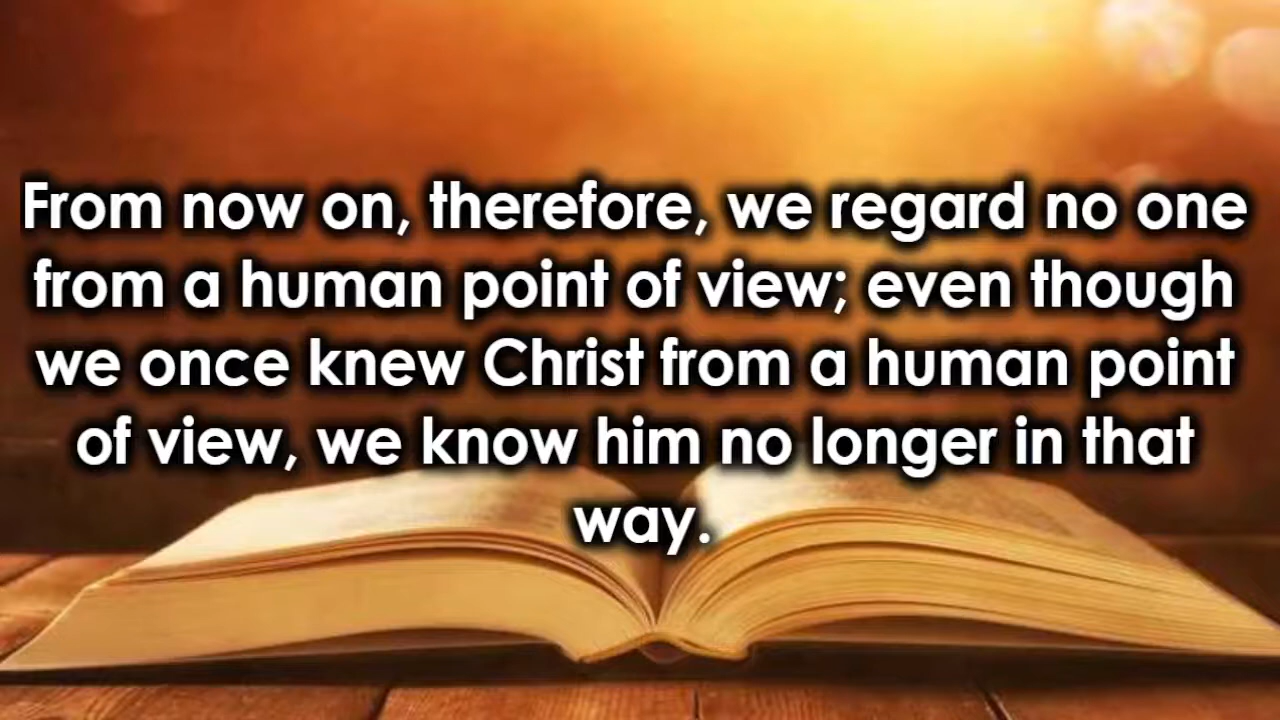 From now on, therefore, we regard no one
from a human point of view; even though
we once knew Christ from a human point
of view, we know him no longer in that
way.